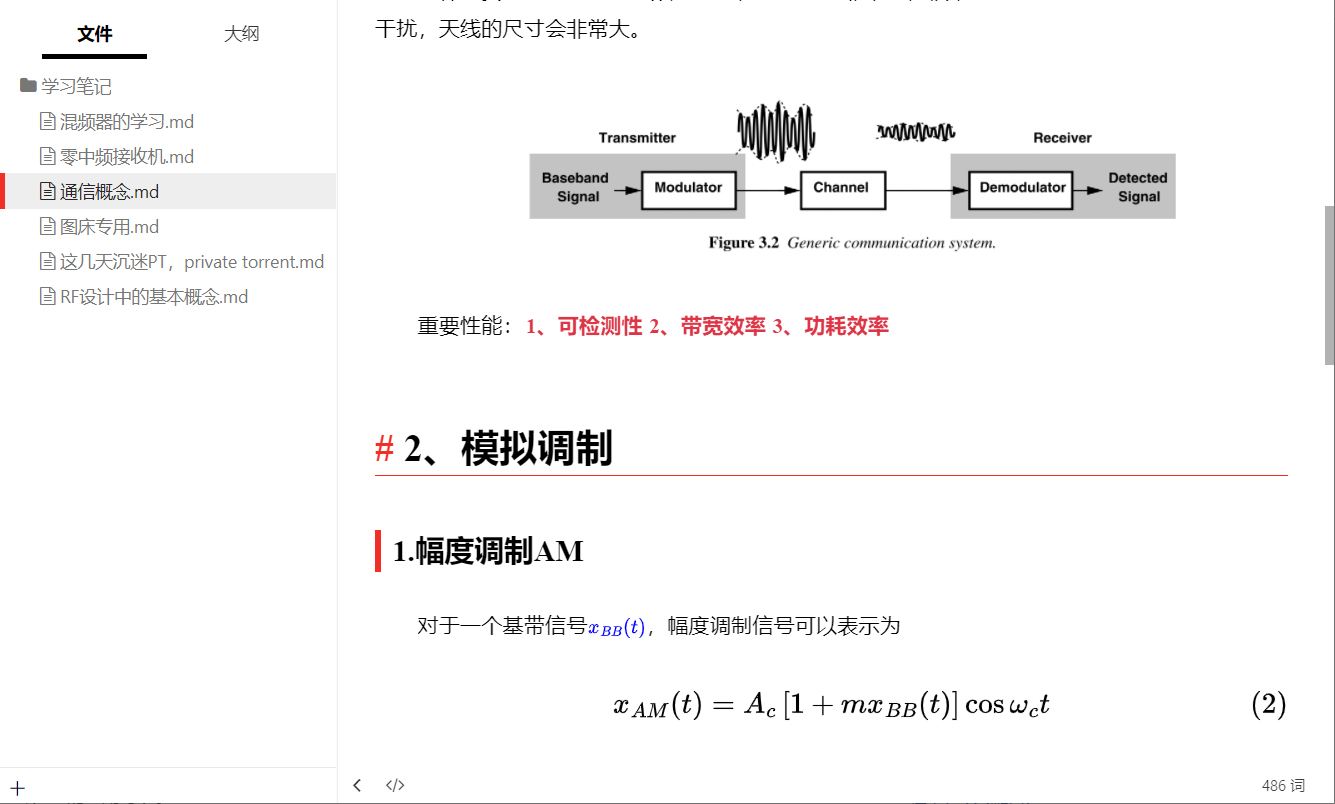 文件
大纲
学习笔记
混频器的学习.md
零中频接收机.md
通信概念.md
图床专用.md
这几天沉迷PT，private torrent.md
RF设计中的基本概念.md
干扰，天线的尺寸会非常大。
Transmitter
Receiver
Baseband Signal
Modulator
Channel
Demodulator
Detected Signal
Figure 3.2 Generic communication system.
重要性能：1、可检测性 2、带宽效率 3、功耗效率
# 2、模拟调制
1.幅度调制AM
对于一个基带信号x_{BB}(t)，幅度调制信号可以表示为
x_{AM}(t) = A_c [1 + mx_{BB}(t)] cos ω_c t (2)
+
< </> 486 词